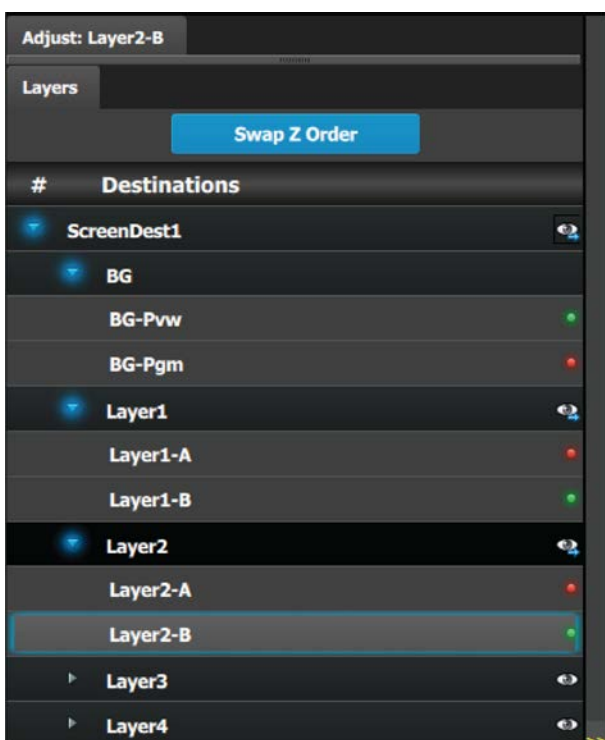 Adjust: Layer2-B
Layers
Swap Z Order
# Destinations
ScreenDest1
BG
BG-Pvw
BG-Pgm
Layer1
Layer1-A
Layer1-B
Layer2
Layer2-A
Layer2-B
Layer3
Layer4